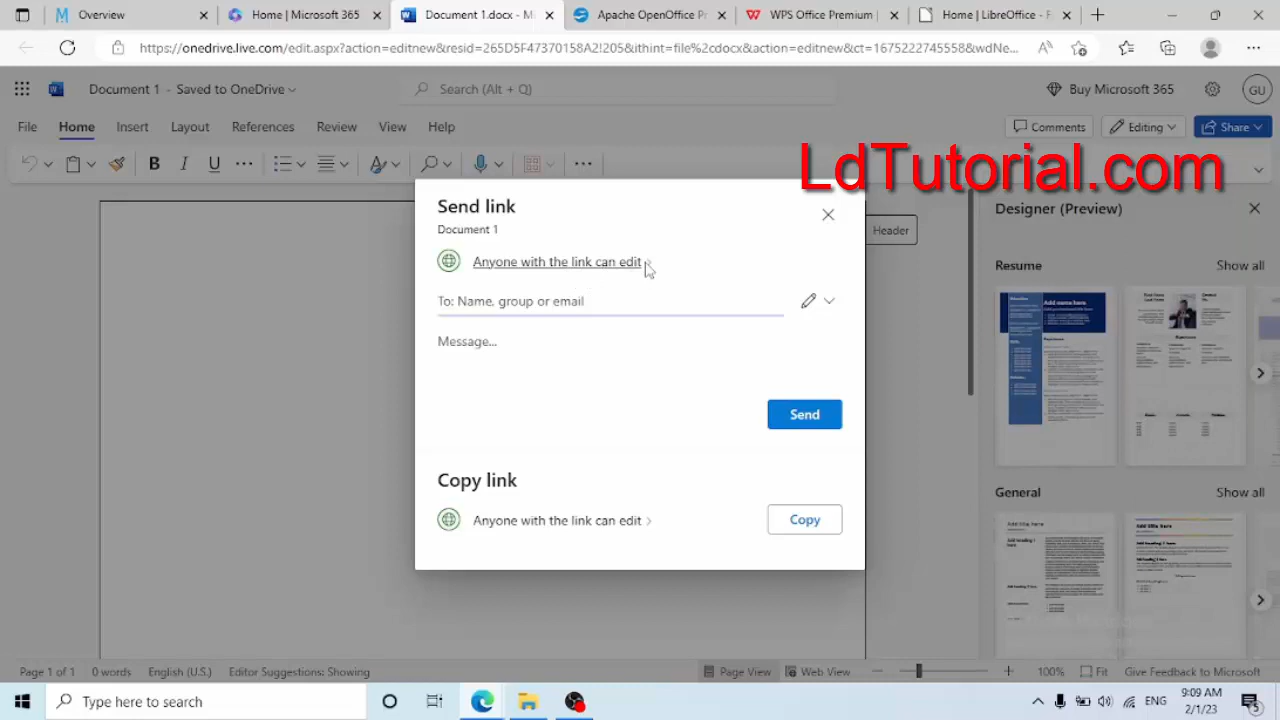 Overview
Home | Microsoft 365
Document 1.docx - M
Apache OpenOffice P
WPS Office Premium |
Home | LibreOffice - F
https://onedrive.live.com/edit.aspx?action=editnew&resid=265D5F47370158A2!205&ithint=file%2cdocx&action=editnew&ct=1675222745558&wdNe...
Document 1 - Saved to OneDrive
Search (Alt + Q)
Buy Microsoft 365
GU
File Home Insert Layout References Review View Help
Comments Editing Share
B I U
LdTutorial.com
Send link
Document 1
Anyone with the link can edit
To: Name, group or email
Message...
Send
Copy link
Anyone with the link can edit
Copy
Header
Designer (Preview)
Resume Show all
General Show all
Page 1 of 1 0 words English (U.S.) Editor Suggestions: Showing Page View Web View 100% Fit Give Feedback to Microsoft
Type here to search
ENG
9:09 AM
2/1/23
5